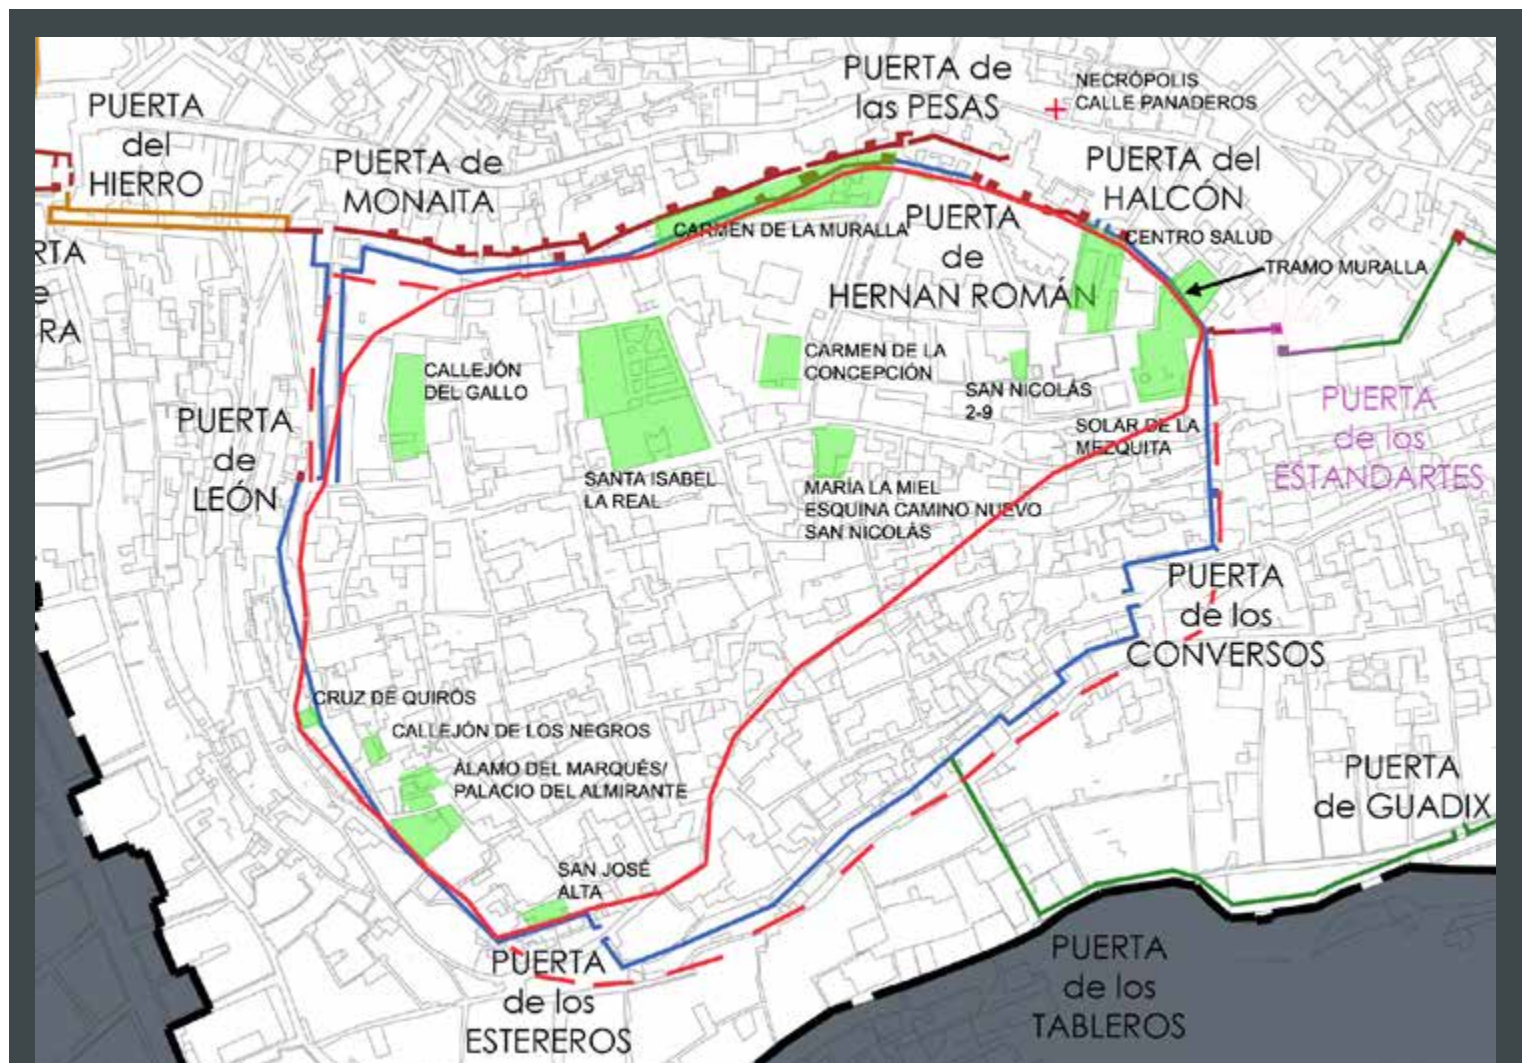 PUERTA de
las PESAS
NECRÓPOLIS
CALLE PANADEROS
PUERTA
del
HIERRO
PUERTA de
MONAITA
PUERTA del
HALCÓN
CARMEN DE LA MURALLA
PUERTA
de
HERNAN ROMÁN
CENTRO SALUD
TRAMO MURALLA
RTA
e
RA
CALLEJÓN
DEL GALLO
CARMEN DE LA
CONCEPCIÓN
SAN NICOLÁS
2-9
PUERTA
de los
ESTANDARTES
PUERTA
de
LEÓN
SOLAR DE LA
MEZQUITA
SANTA ISABEL
LA REAL
MARÍA LA MIEL
ESQUINA CAMINO NUEVO
SAN NICOLÁS
PUERTA
de los
CONVERSOS
CRUZ DE QUIRÓS
CALLEJÓN DE LOS NEGROS
ÁLAMO DEL MARQUÉS/
PALACIO DEL ALMIRANTE
PUERTA
de GUADIX
SAN JOSÉ
ALTA
PUERTA
de los
ESTEREROS
PUERTA
de los
TABLEROS